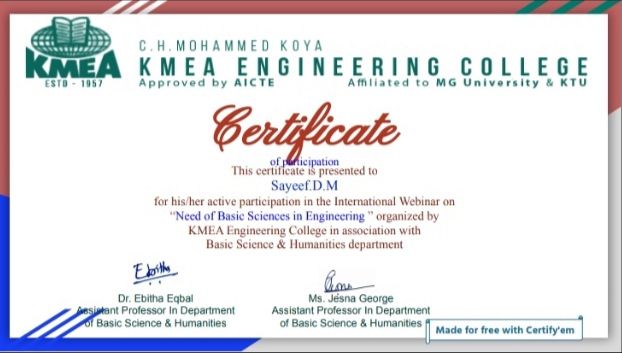 KMEA
ESTD - 1957
C.H.MOHAMMED KOYA
KMEA ENGINEERING COLLEGE
Approved by AICTE Affiliated to MG University & KTU
Certificate
of participation
This certificate is presented to
Sayeef.D.M
for his/her active participation in the International Webinar on
“Need of Basic Sciences in Engineering ” organized by
KMEA Engineering College in association with
Basic Science & Humanities department
Ebitha
Dr. Ebitha Eqbal
Assistant Professor In Department
of Basic Science & Humanities
Ms. Jesna George
Assistant Professor In Department
of Basic Science & Humanities
Made for free with Certify'em